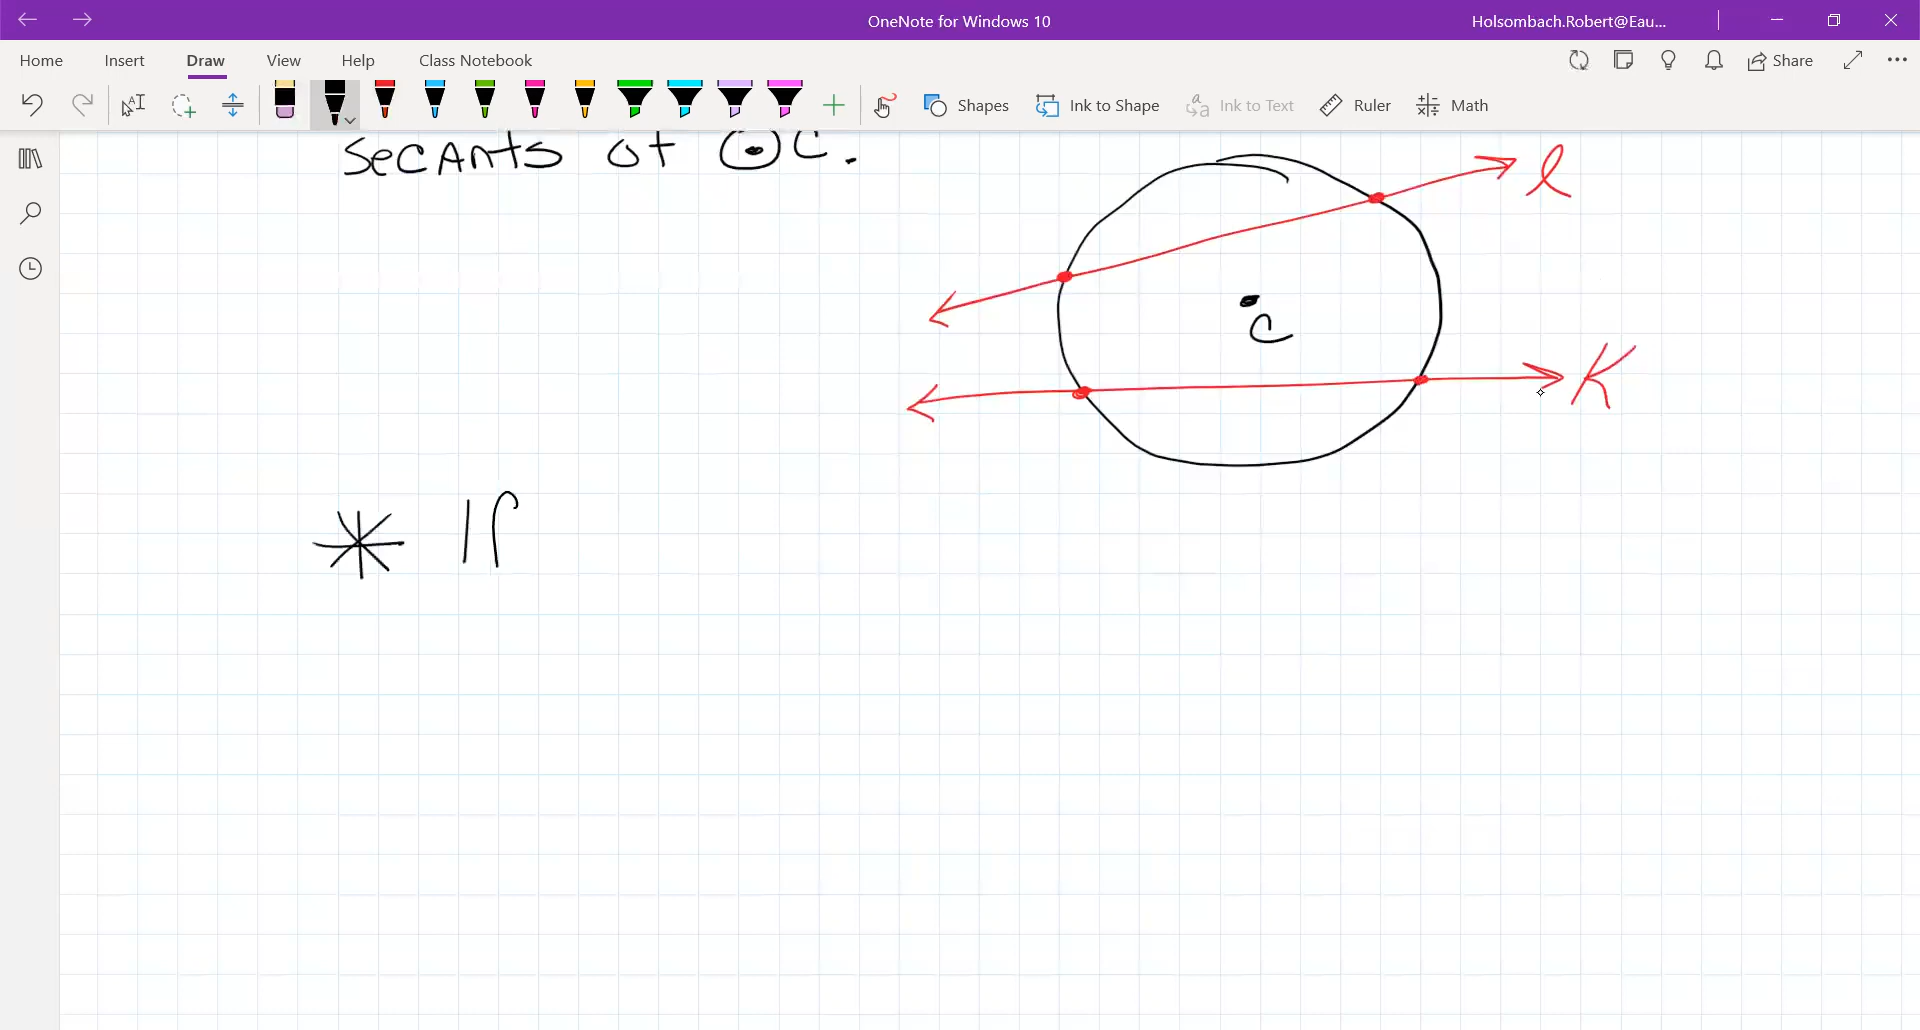 OneNote for Windows 10
Holsombach.Robert@Eau...
Home Insert Draw View Help Class Notebook
Share
Shapes Ink to Shape Ink to Text Ruler Math
secants of ⊙C.
l
C
K
* If